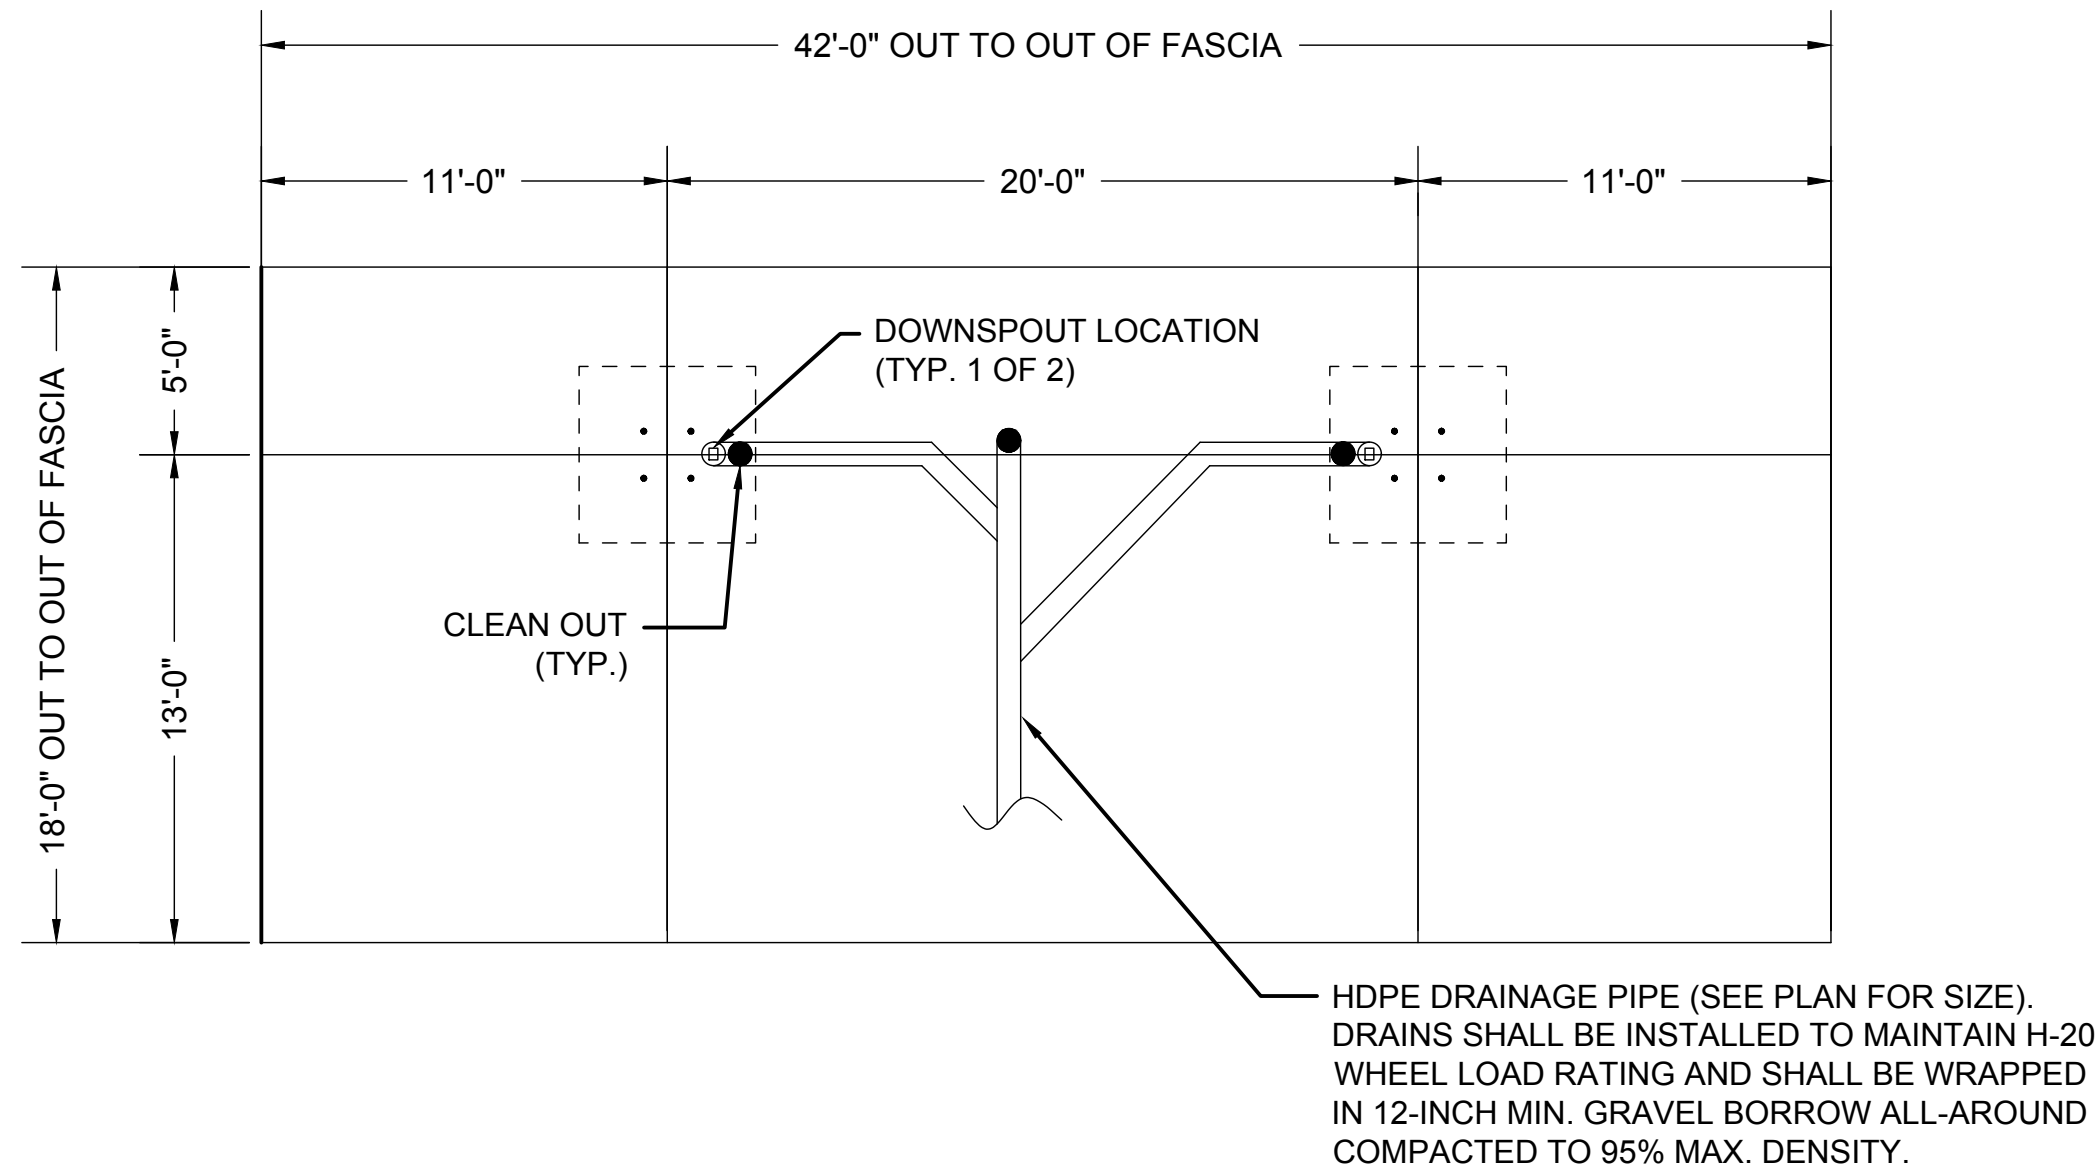 42'-0" OUT TO OUT OF FASCIA
11'-0"
20'-0"
11'-0"
18'-0" OUT TO OUT OF FASCIA
5'-0"
13'-0"
DOWNSPOUT LOCATION
(TYP. 1 OF 2)
CLEAN OUT
(TYP.)
HDPE DRAINAGE PIPE (SEE PLAN FOR SIZE).
DRAINS SHALL BE INSTALLED TO MAINTAIN H-20
WHEEL LOAD RATING AND SHALL BE WRAPPED
IN 12-INCH MIN. GRAVEL BORROW ALL-AROUND
COMPACTED TO 95% MAX. DENSITY.